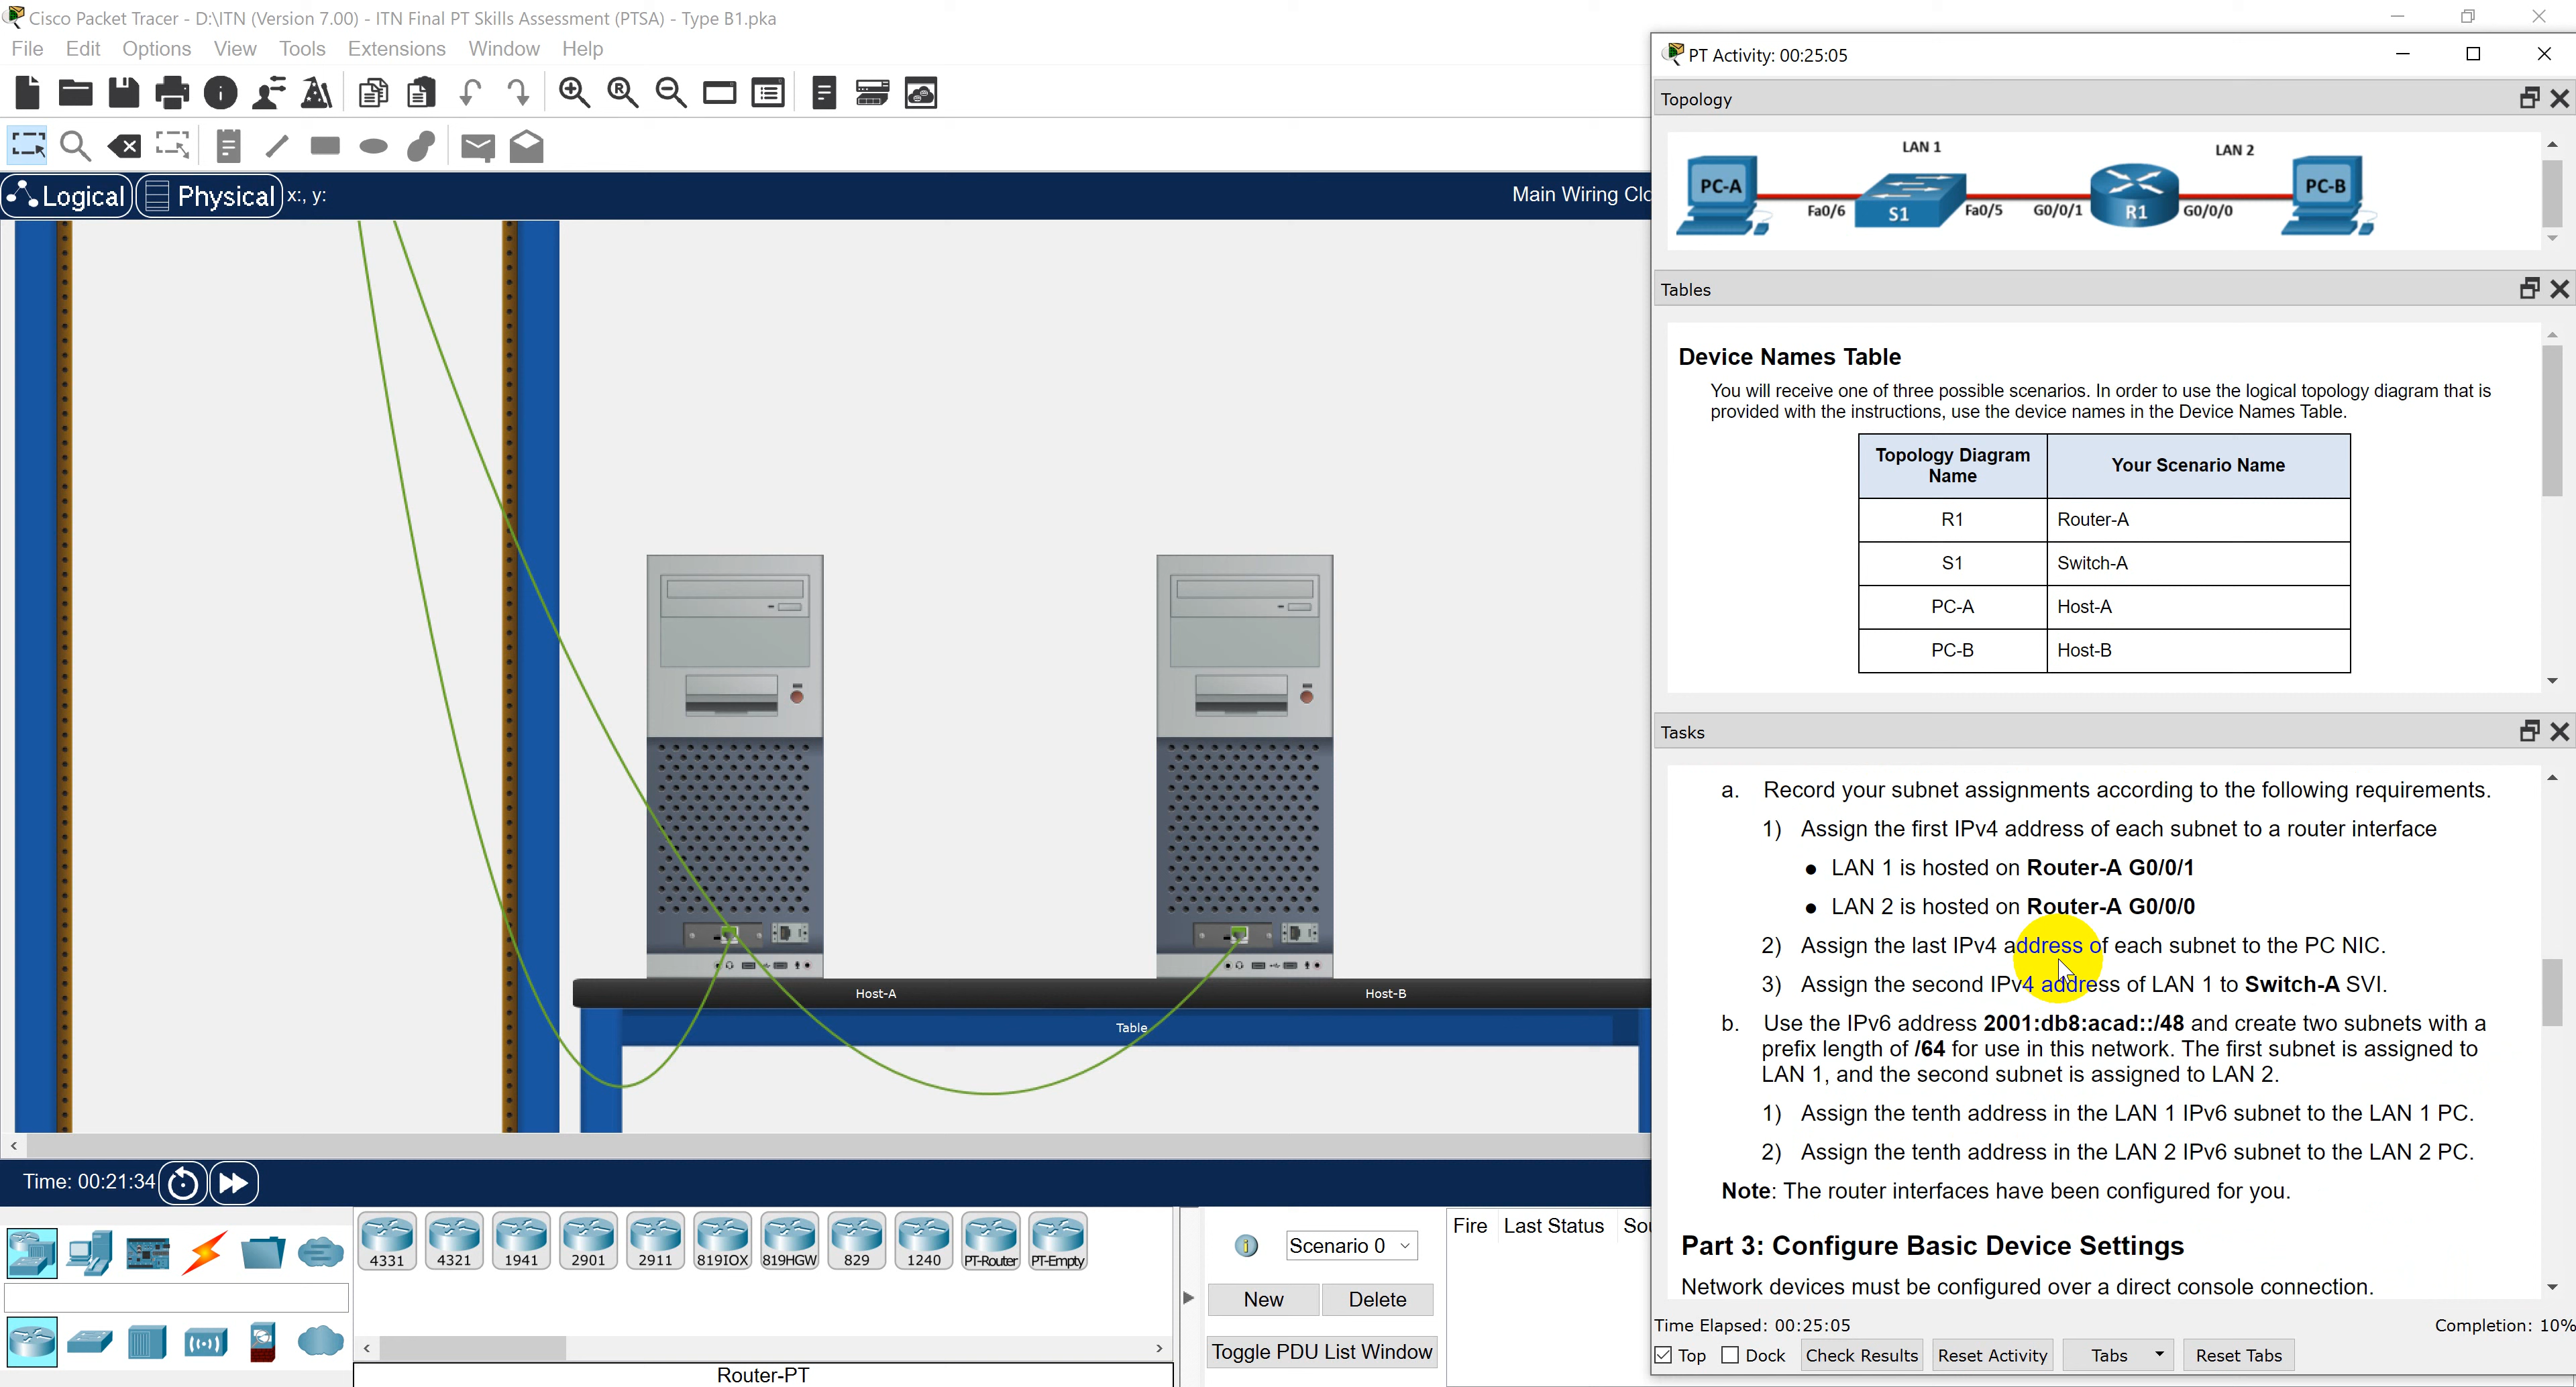 Cisco Packet Tracer - D:\ITN (Version 7.00) - ITN Final PT Skills Assessment (PTSA) - Type B1.pka
File Edit Options View Tools Extensions Window Help
Logical Physical x:, y:
Main Wiring Clo
Host-A
Host-B
Table
Time: 00:21:34
4331 4321 1941 2901 2911 819IOX 819HGW 829 1240 PT-Router PT-Empty
Router-PT
Scenario 0
New Delete
Toggle PDU List Window
Fire Last Status Sou
PT Activity: 00:25:05
Topology
LAN 1
LAN 2
PC-A
Fa0/6
S1
Fa0/5
G0/0/1
R1
G0/0/0
PC-B
Tables
Device Names Table
You will receive one of three possible scenarios. In order to use the logical topology diagram that is
provided with the instructions, use the device names in the Device Names Table.
Topology Diagram Name
Your Scenario Name
R1 Router-A
S1 Switch-A
PC-A Host-A
PC-B Host-B
Tasks
a. Record your subnet assignments according to the following requirements.
1) Assign the first IPv4 address of each subnet to a router interface
● LAN 1 is hosted on Router-A G0/0/1
● LAN 2 is hosted on Router-A G0/0/0
2) Assign the last IPv4 address of each subnet to the PC NIC.
3) Assign the second IPv4 address of LAN 1 to Switch-A SVI.
b. Use the IPv6 address 2001:db8:acad::/48 and create two subnets with a
prefix length of /64 for use in this network. The first subnet is assigned to
LAN 1, and the second subnet is assigned to LAN 2.
1) Assign the tenth address in the LAN 1 IPv6 subnet to the LAN 1 PC.
2) Assign the tenth address in the LAN 2 IPv6 subnet to the LAN 2 PC.
Note: The router interfaces have been configured for you.
Part 3: Configure Basic Device Settings
Network devices must be configured over a direct console connection.
Time Elapsed: 00:25:05
Completion: 10%
Top Dock Check Results Reset Activity Tabs Reset Tabs